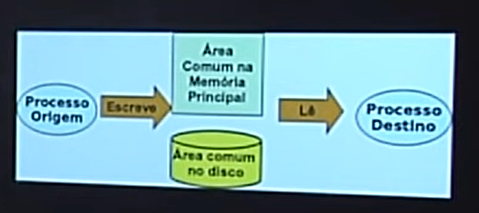 Processo
Origem
Escreve
Área
Comum na
Memória
Principal
Área comum
no disco
Lê
Processo
Destino